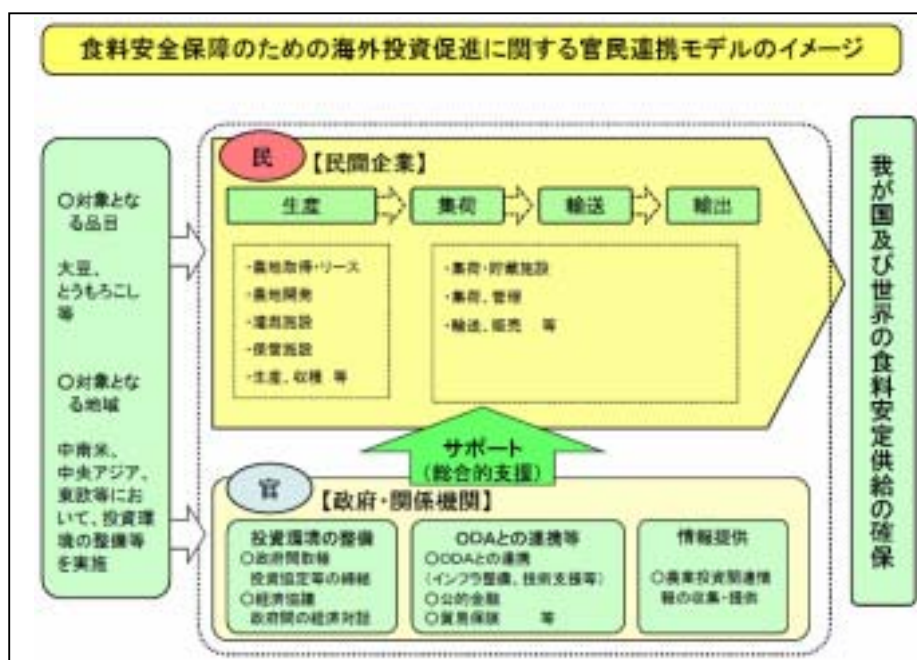 食料安全保障のための海外投資促進に関する官民連携モデルのイメージ
○対象とな
る品目
大豆、
とうもろこし
等
○対象とな
る地域
中南米、
中央アジア、
東欧等にお
いて、投資環
境の整備等
を実施
民
【民間企業】
生産
集荷
輸送
輸出
・農地取得・リース
・農地開発
・灌漑施設
・保管施設
・生産、収穫 等
・集荷・貯蔵施設
・集荷、管理
・輸送、販売 等
サポート
(総合的支援)
官
【政府・関係機関】
投資環境の整備
○政府間取極
投資協定等の締結
○経済協議
政府間の経済対話
ODAとの連携等
○ODAとの連携
(インフラ整備、技術支援等)
○公的金融
○貿易保険 等
情報提供
○農業投資関連情
報の収集・提供
我が国及び世界の食料安定供給の確保